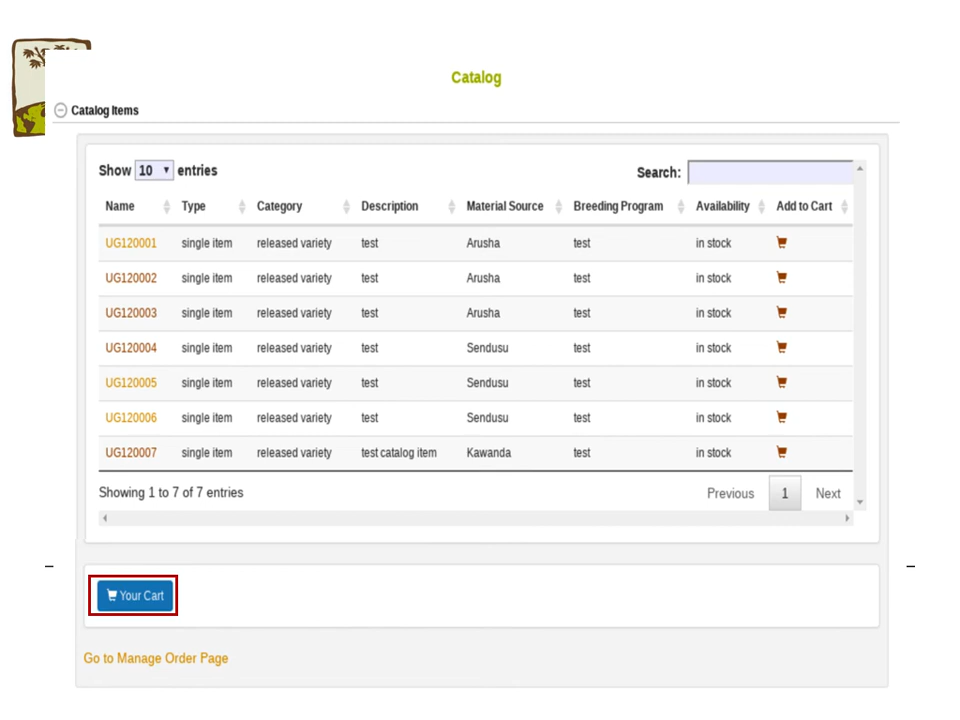 Catalog
Catalog Items
Show 10 entries Search:
Name Type Category Description Material Source Breeding Program Availability Add to Cart
UG120001 single item released variety test Arusha test in stock
UG120002 single item released variety test Arusha test in stock
UG120003 single item released variety test Arusha test in stock
UG120004 single item released variety test Sendusu test in stock
UG120005 single item released variety test Sendusu test in stock
UG120006 single item released variety test Sendusu test in stock
UG120007 single item released variety test catalog item Kawanda test in stock
Showing 1 to 7 of 7 entries Previous 1 Next
Your Cart
Go to Manage Order Page